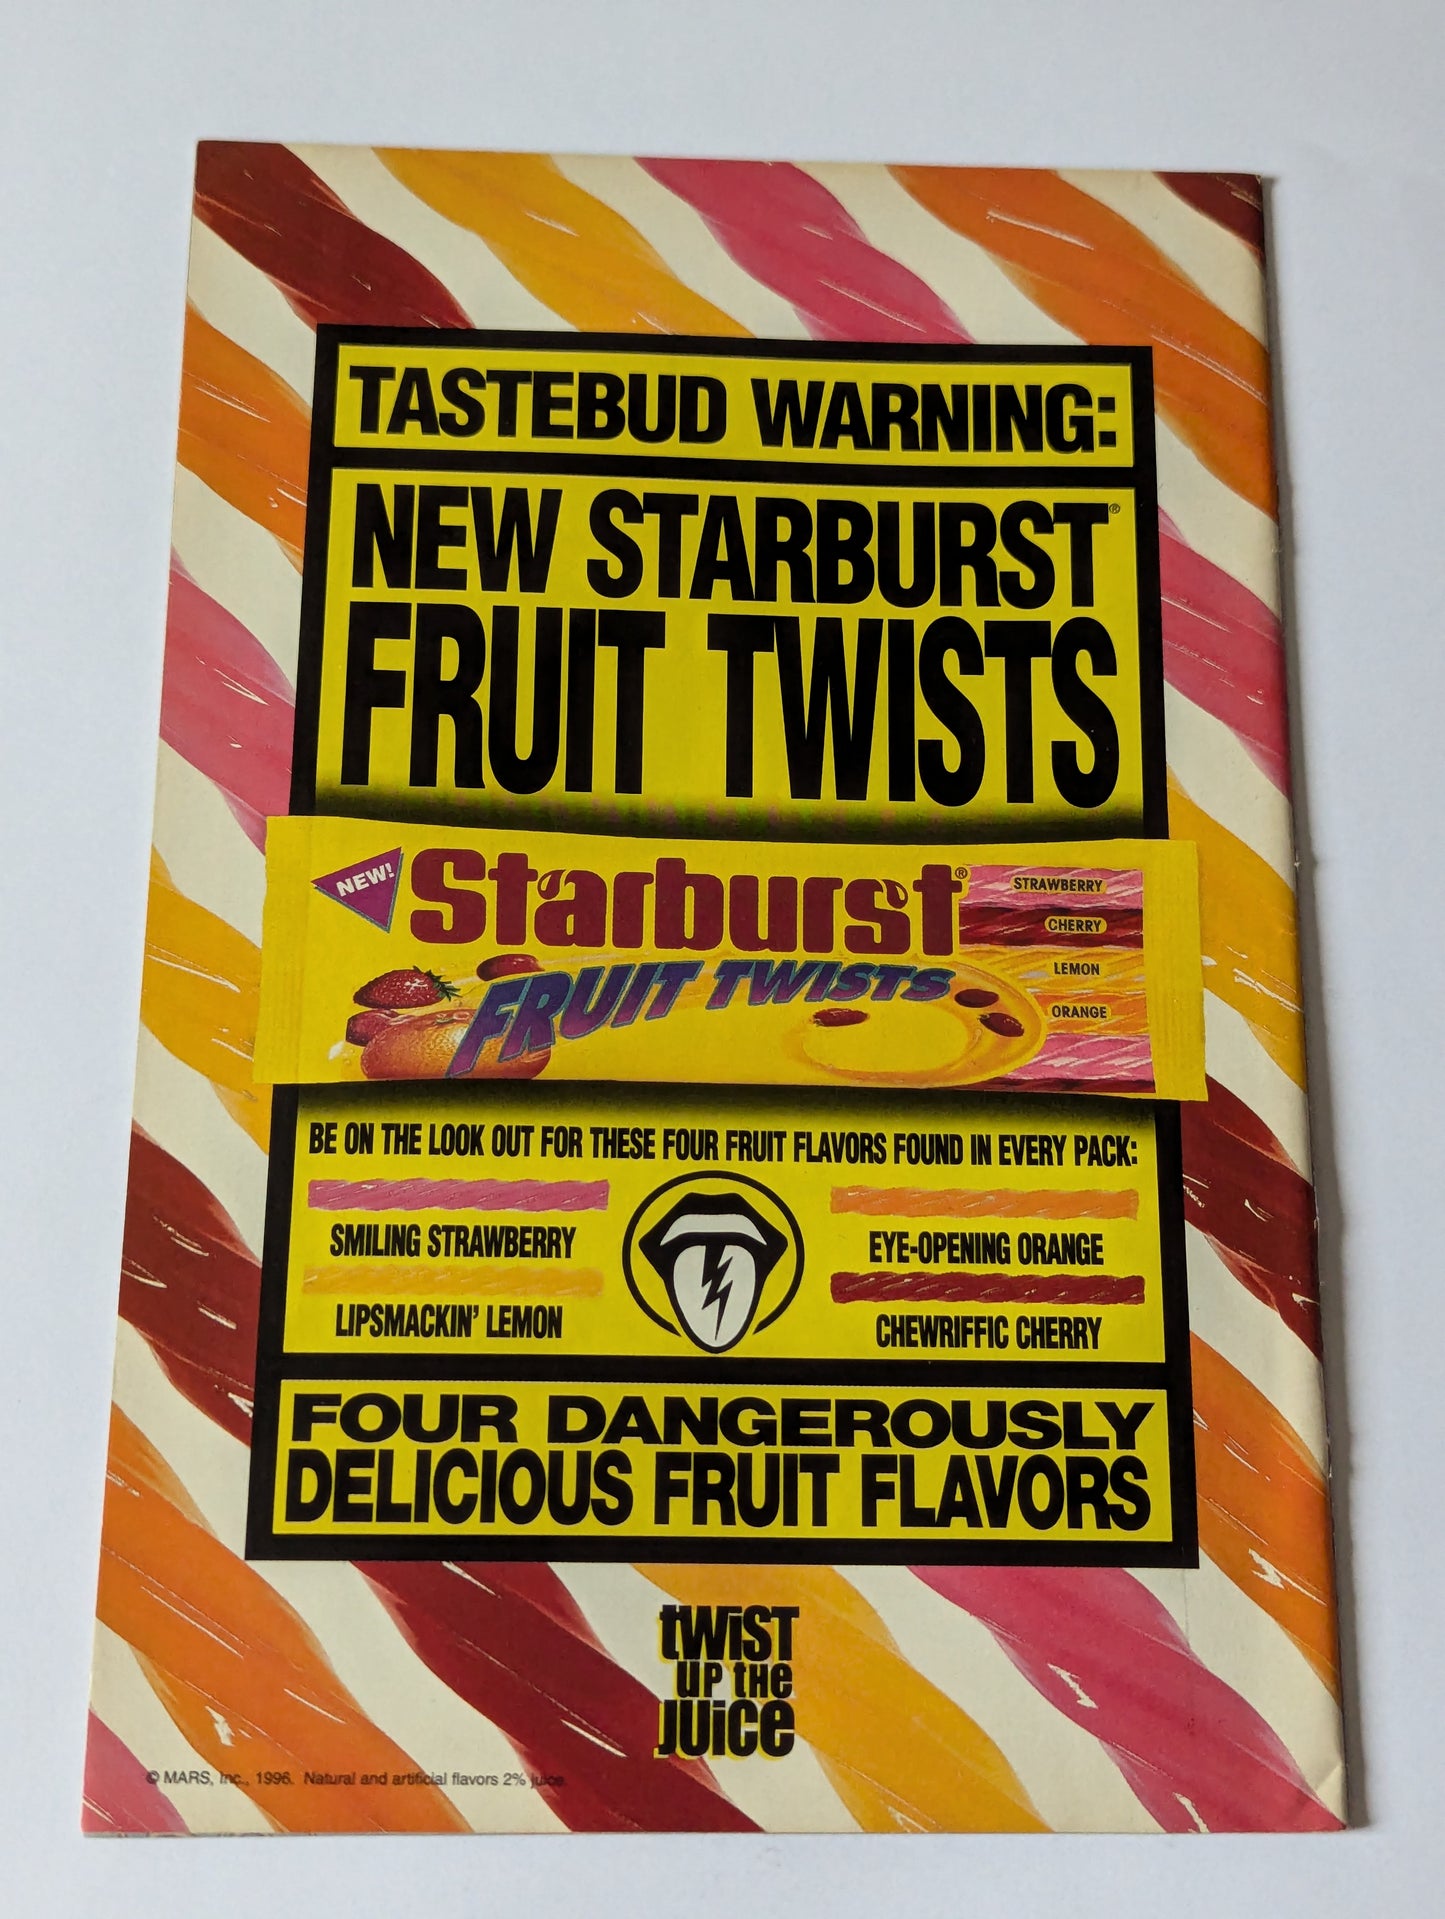 TASTEBUD WARNING:
NEW STARBURST®
FRUIT TWISTS
NEW!
Starburst®
FRUIT TWISTS
STRAWBERRY
CHERRY
LEMON
ORANGE
BE ON THE LOOK OUT FOR THESE FOUR FRUIT FLAVORS FOUND IN EVERY PACK:
SMILING STRAWBERRY
LIPSMACKIN' LEMON
EYE-OPENING ORANGE
CHEWRIFFIC CHERRY
FOUR DANGEROUSLY
DELICIOUS FRUIT FLAVORS
twiST
UP tHe
JUiCe
© MARS, Inc., 1996. Natural and artificial flavors 2% juice.